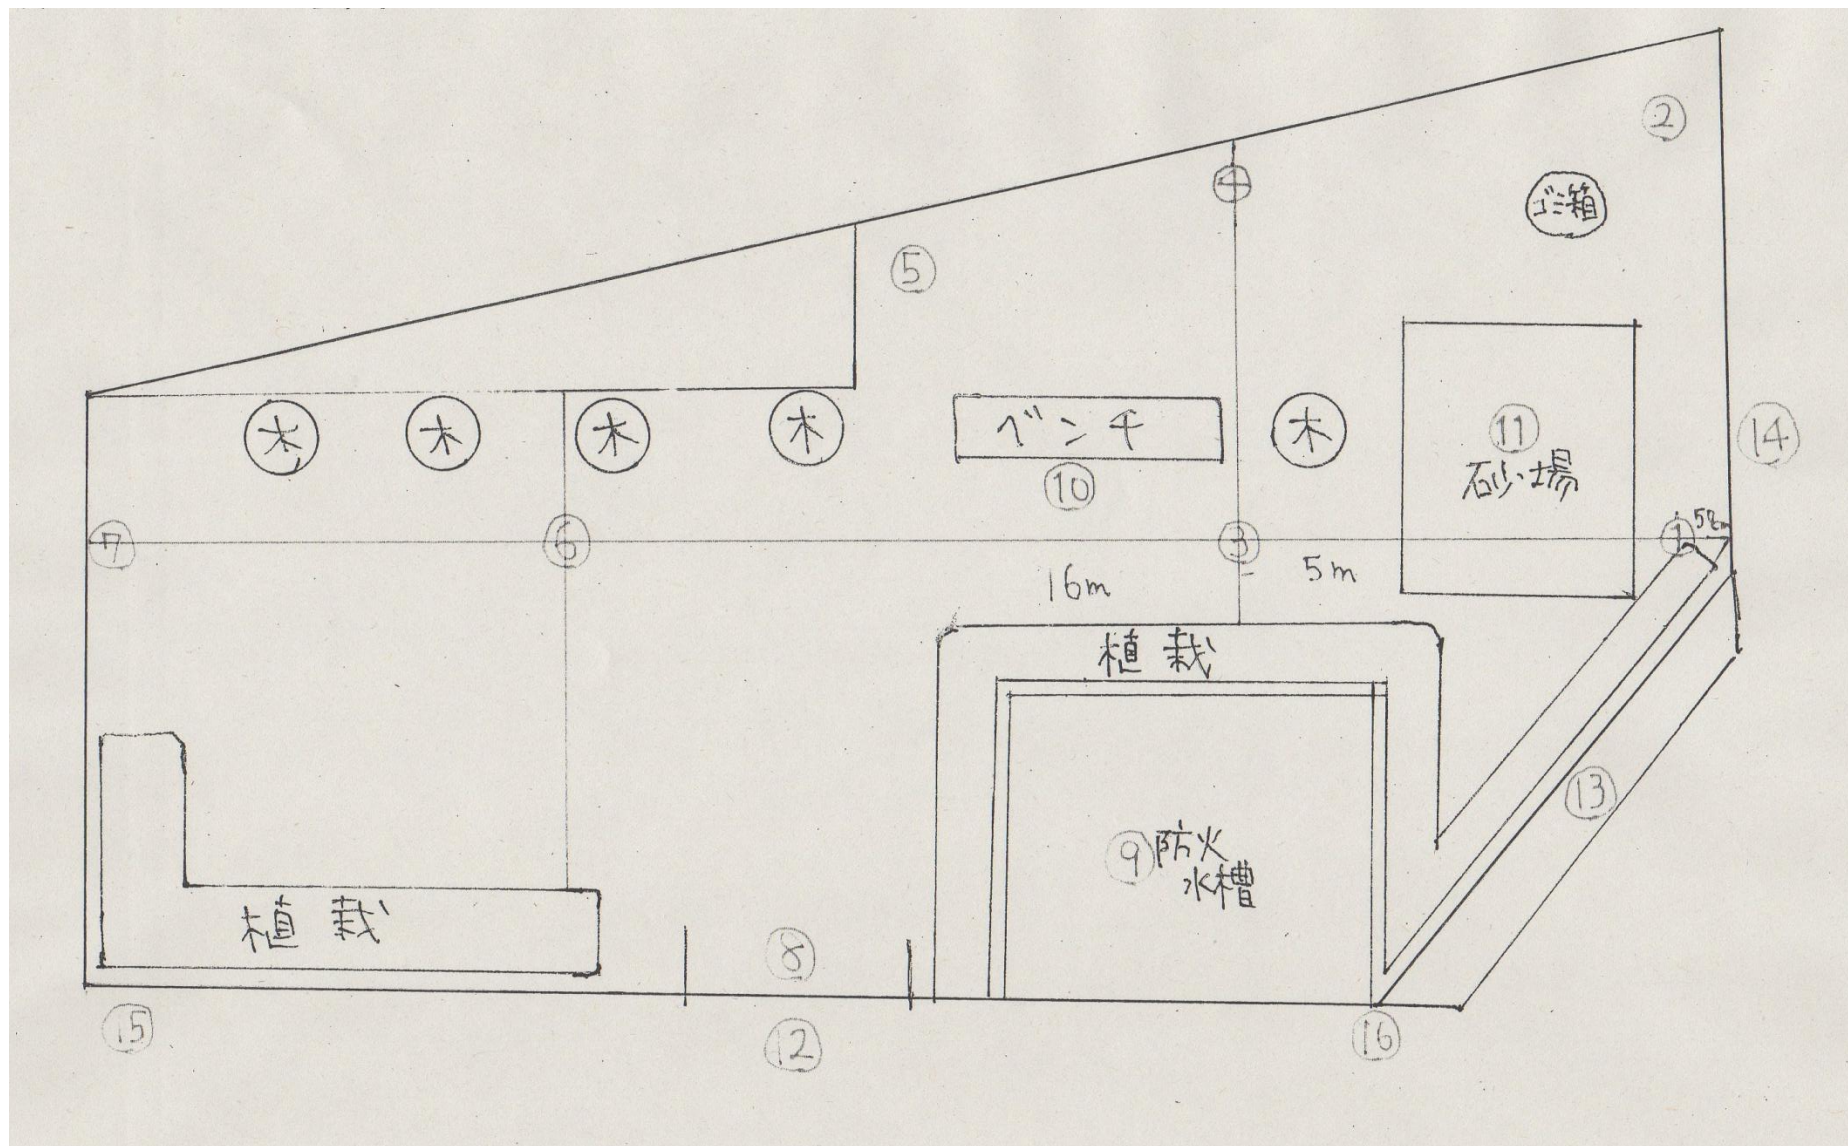 ②
④
ゴミ箱
⑤
木
木
木
木
ベンチ
木
⑪
砂場
⑭
⑩
⑦
⑥
③
①
16m
5m
植栽
⑬
⑨
防火
水槽
植栽
⑧
⑮
⑫
⑯